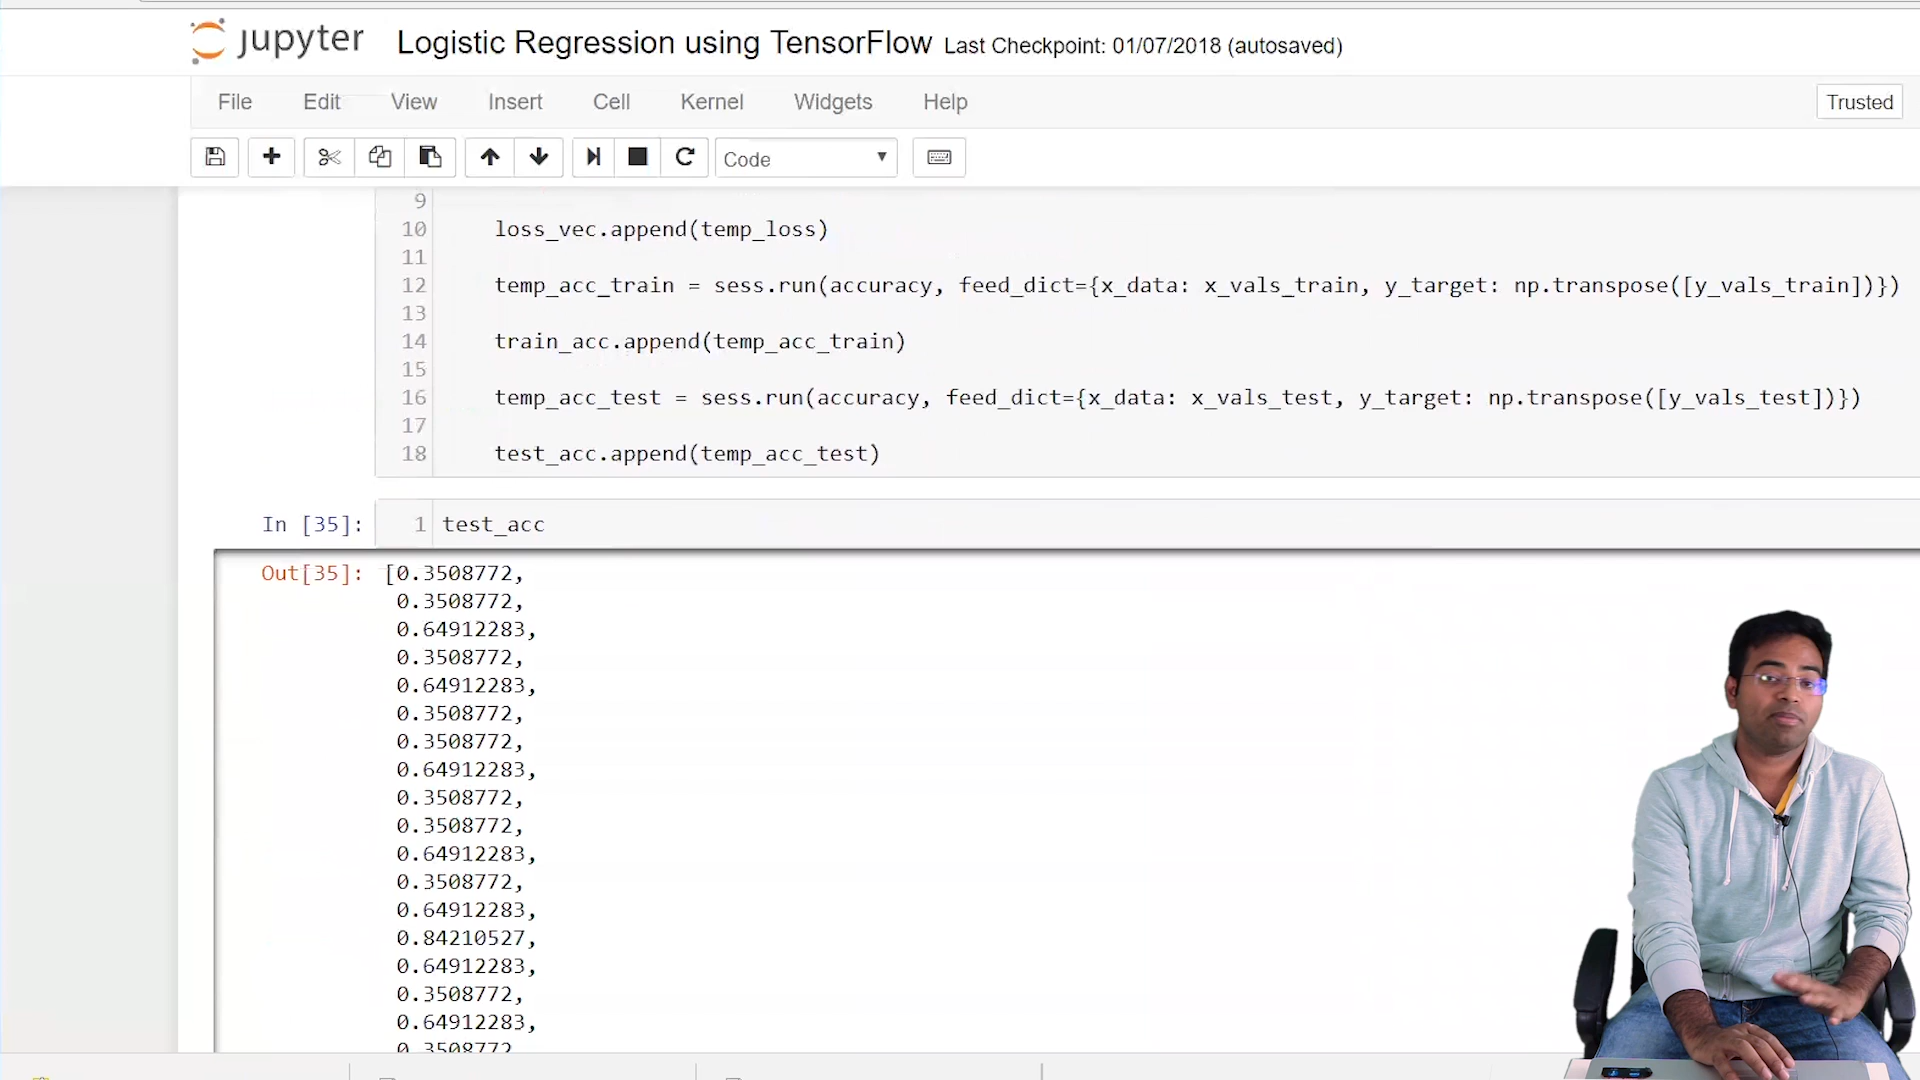 jupyter Logistic Regression using TensorFlow Last Checkpoint: 01/07/2018 (autosaved)
File Edit View Insert Cell Kernel Widgets Help Trusted
Code
9
10 loss_vec.append(temp_loss)
11
12 temp_acc_train = sess.run(accuracy, feed_dict={x_data: x_vals_train, y_target: np.transpose([y_vals_train])})
13
14 train_acc.append(temp_acc_train)
15
16 temp_acc_test = sess.run(accuracy, feed_dict={x_data: x_vals_test, y_target: np.transpose([y_vals_test])})
17
18 test_acc.append(temp_acc_test)
In [35]: 1 test_acc
Out[35]: [0.3508772,
0.3508772,
0.64912283,
0.3508772,
0.64912283,
0.3508772,
0.3508772,
0.64912283,
0.3508772,
0.3508772,
0.64912283,
0.3508772,
0.64912283,
0.84210527,
0.64912283,
0.3508772,
0.64912283,
0.3508772